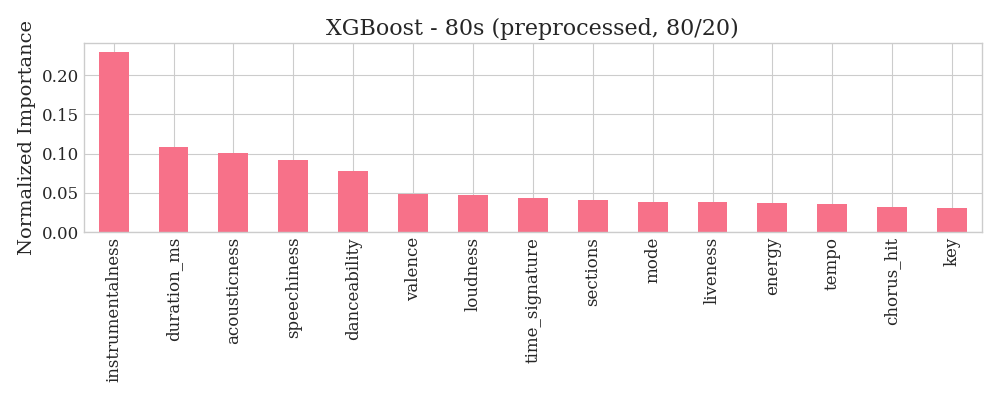 XGBoost - 80s (preprocessed, 80/20)
Normalized Importance
0.20
0.15
0.10
0.05
0.00
instrumentalness
duration_ms
acousticness
speechiness
danceability
valence
loudness
time_signature
sections
mode
liveness
energy
tempo
chorus_hit
key